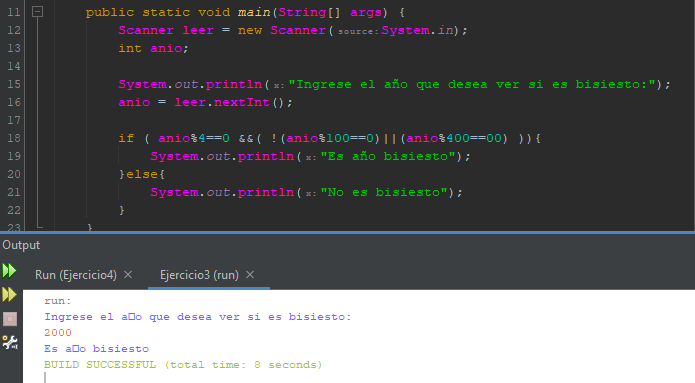 11 public static void main(String[] args) {
12 Scanner leer = new Scanner(source:System.in);
13 int anio;
14
15 System.out.println(x:"Ingrese el año que desea ver si es bisiesto:");
16 anio = leer.nextInt();
17
18 if ( anio%4==0 &&( !(anio%100==0)||(anio%400==00) )){
19 System.out.println(x:"Es año bisiesto");
20 }else{
21 System.out.println(x:"No es bisiesto");
22 }
23 }
Output
Run (Ejercicio4) × Ejercicio3 (run) ×
run:
Ingrese el a□o que desea ver si es bisiesto:
2000
Es a□o bisiesto
BUILD SUCCESSFUL (total time: 8 seconds)